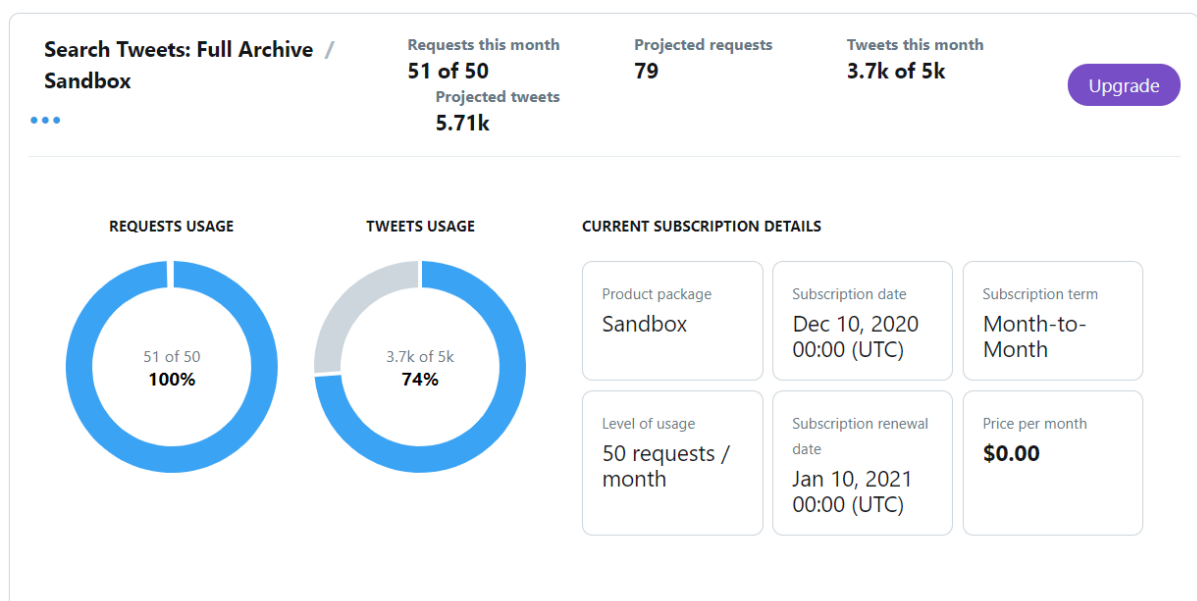 Search Tweets: Full Archive /
Sandbox
Requests this month
51 of 50
Projected requests
79
Tweets this month
3.7k of 5k
Projected tweets
5.71k
Upgrade
REQUESTS USAGE
51 of 50
100%
TWEETS USAGE
3.7k of 5k
74%
CURRENT SUBSCRIPTION DETAILS
Product package
Sandbox
Subscription date
Dec 10, 2020
00:00 (UTC)
Subscription term
Month-to-
Month
Level of usage
50 requests /
month
Subscription renewal
date
Jan 10, 2021
00:00 (UTC)
Price per month
$0.00